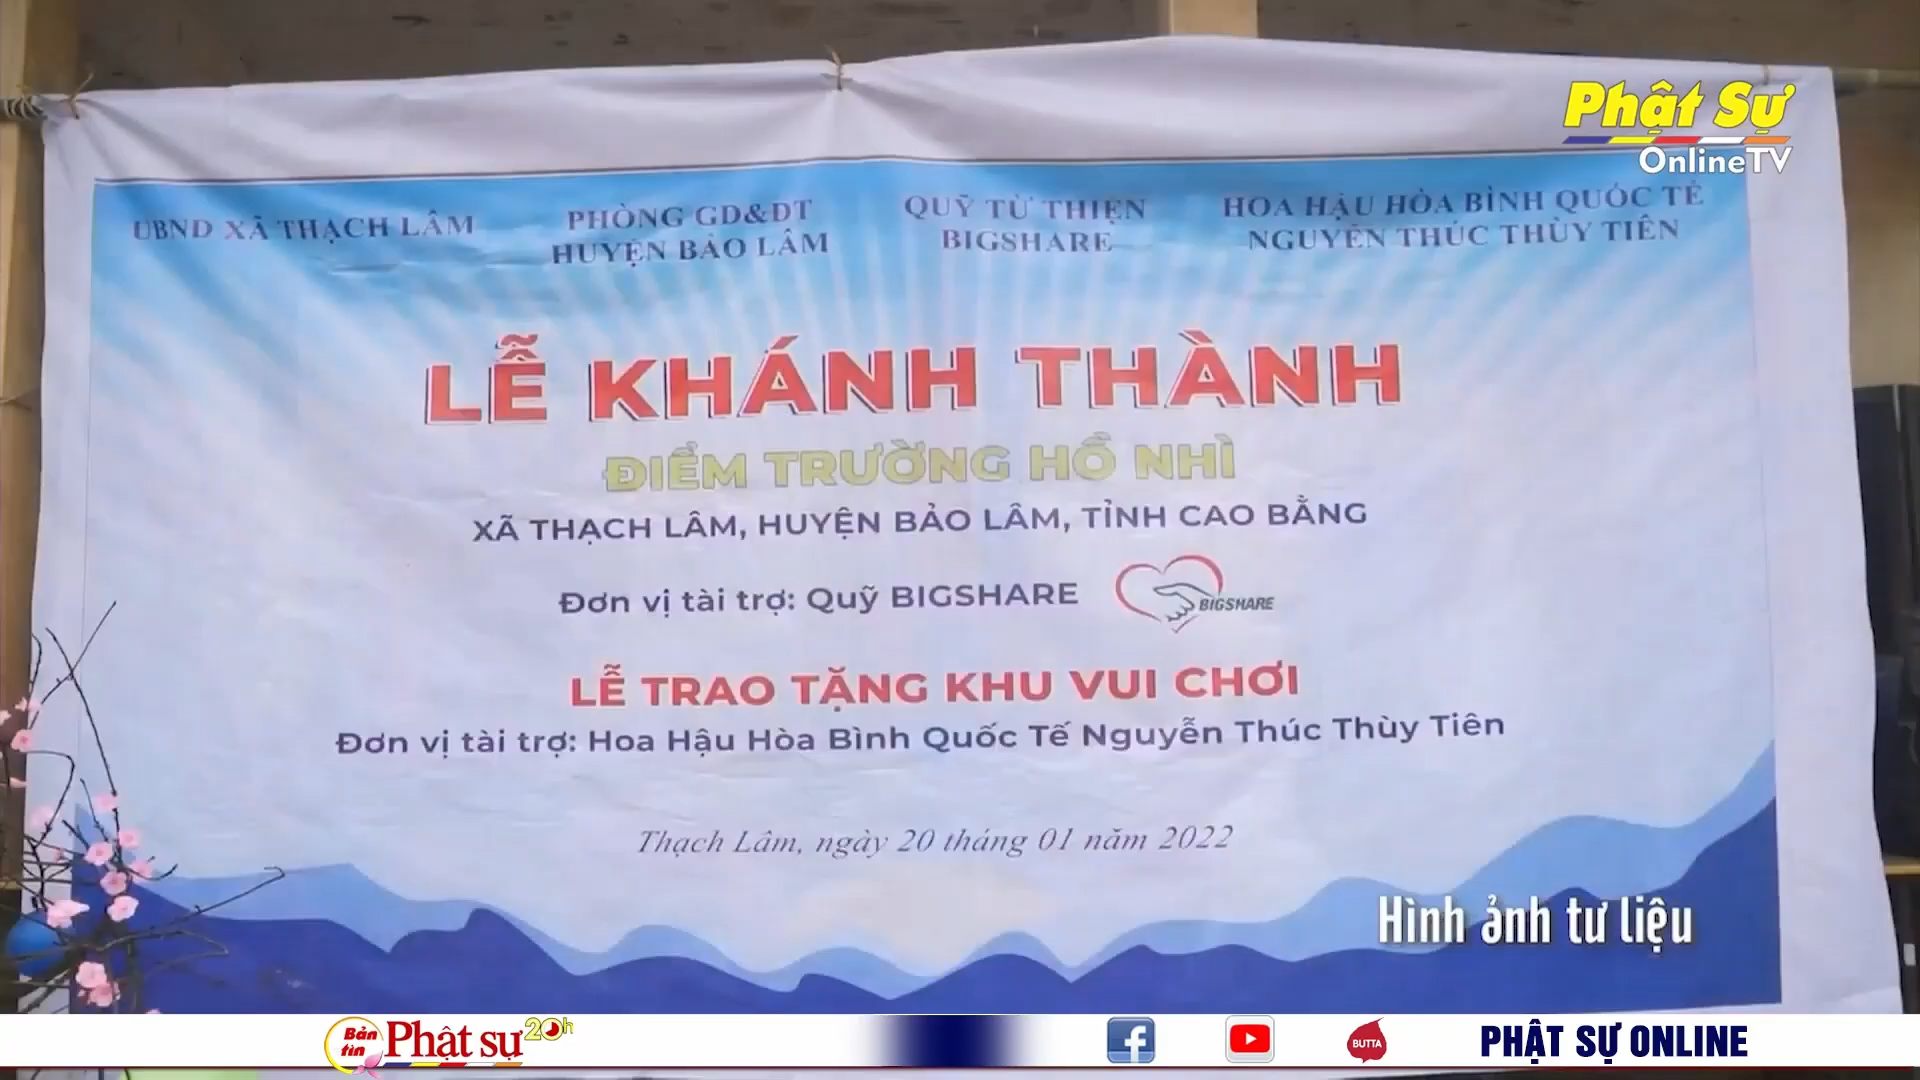 Phật Sự
OnlineTV
UBND XÃ THẠCH LÂM
PHÒNG GD&ĐT
HUYỆN BẢO LÂM
QUỸ TỪ THIỆN
BIGSHARE
HOA HẬU HÒA BÌNH QUỐC TẾ
NGUYỄN THÚC THÙY TIÊN
LỄ KHÁNH THÀNH
ĐIỂM TRƯỜNG HỒ NHÌ
XÃ THẠCH LÂM, HUYỆN BẢO LÂM, TỈNH CAO BẰNG
Đơn vị tài trợ: Quỹ BIGSHARE
BIGSHARE
LỄ TRAO TẶNG KHU VUI CHƠI
Đơn vị tài trợ: Hoa Hậu Hòa Bình Quốc Tế Nguyễn Thúc Thùy Tiên
Thạch Lâm, ngày 20 tháng 01 năm 2022
Hình ảnh tư liệu
Bản tin Phật sự 20h
BUTTA
PHẬT SỰ ONLINE